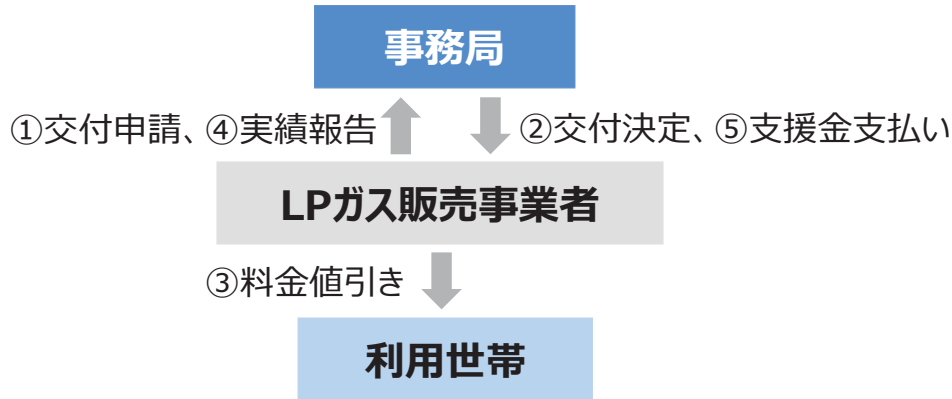 事務局
①交付申請、④実績報告
②交付決定、⑤支援金支払い
LPガス販売事業者
③料金値引き
利用世帯